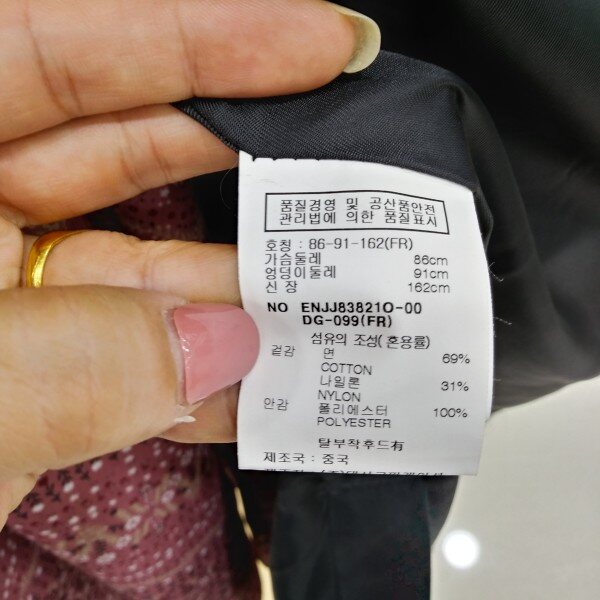 품질경영 및 공산품안전
관리법에 의한 품질표시
호칭 : 86-91-162(FR)
가슴둘레 86cm
엉덩이둘레 91cm
신 장 162cm
NO ENJJ83821O-00
DG-099(FR)
섬유의 조성( 혼용률)
겉감 면 69%
COTTON
나일론 31%
NYLON
안감 폴리에스터 100%
POLYESTER
탈부착후드有
제조국 : 중국